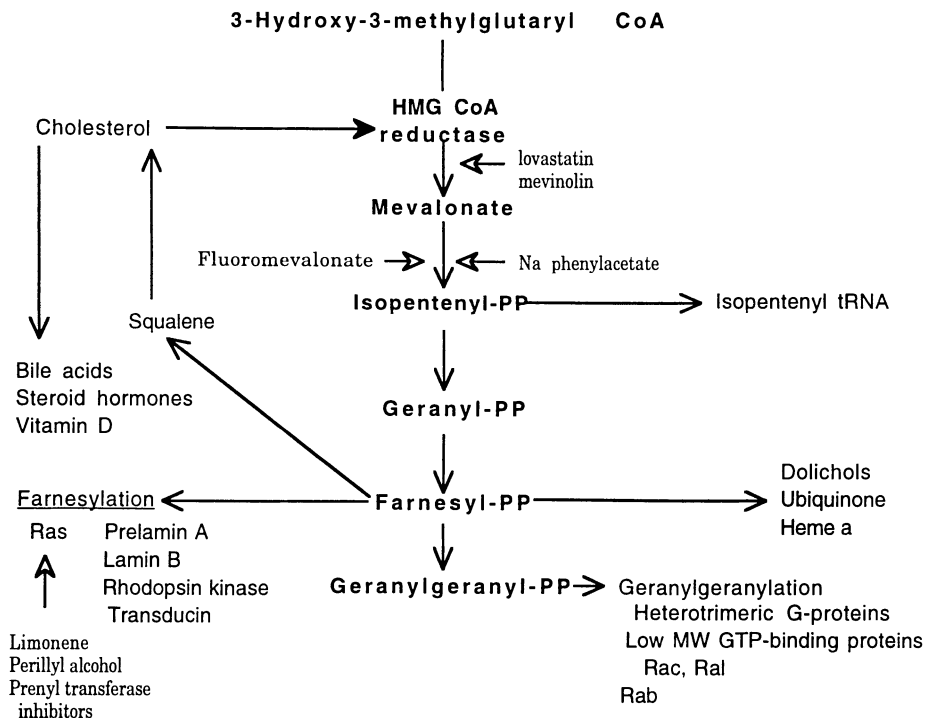 3-Hydroxy-3-methylglutaryl CoA
HMG CoA
reductase
Cholesterol
lovastatin
mevinolin
Mevalonate
Fluoromevalonate
Na phenylacetate
Isopentenyl-PP
Isopentenyl tRNA
Squalene
Bile acids
Steroid hormones
Vitamin D
Geranyl-PP
Farnesylation
Farnesyl-PP
Dolichols
Ubiquinone
Heme a
Ras
Prelamin A
Lamin B
Rhodopsin kinase
Transducin
Geranylgeranyl-PP
Geranylgeranylation
Heterotrimeric G-proteins
Low MW GTP-binding proteins
Rac, Ral
Rab
Limonene
Perillyl alcohol
Prenyl transferase
inhibitors